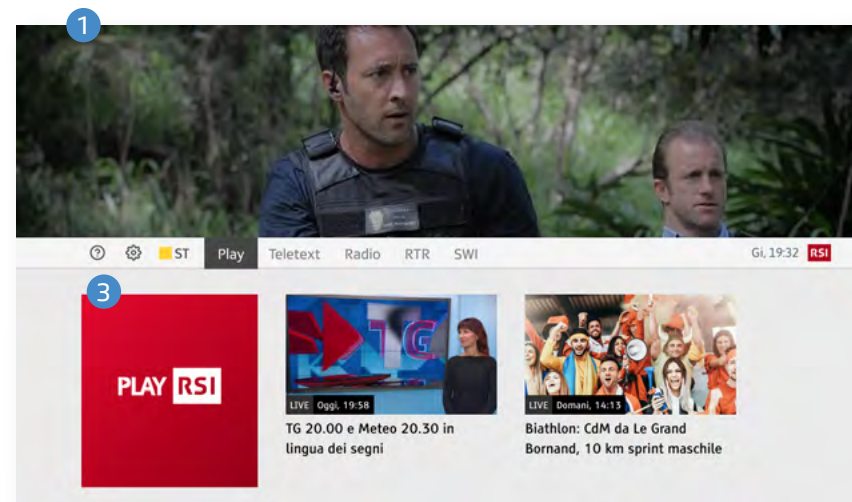 1
ST Play Teletext Radio RTR SWI Gi, 19:32 RSI
3
PLAY RSI
TG
LIVE Oggi, 19:58
TG 20.00 e Meteo 20.30 in
lingua dei segni
LIVE Domani, 14:13
Biathlon: CdM da Le Grand
Bornand, 10 km sprint maschile